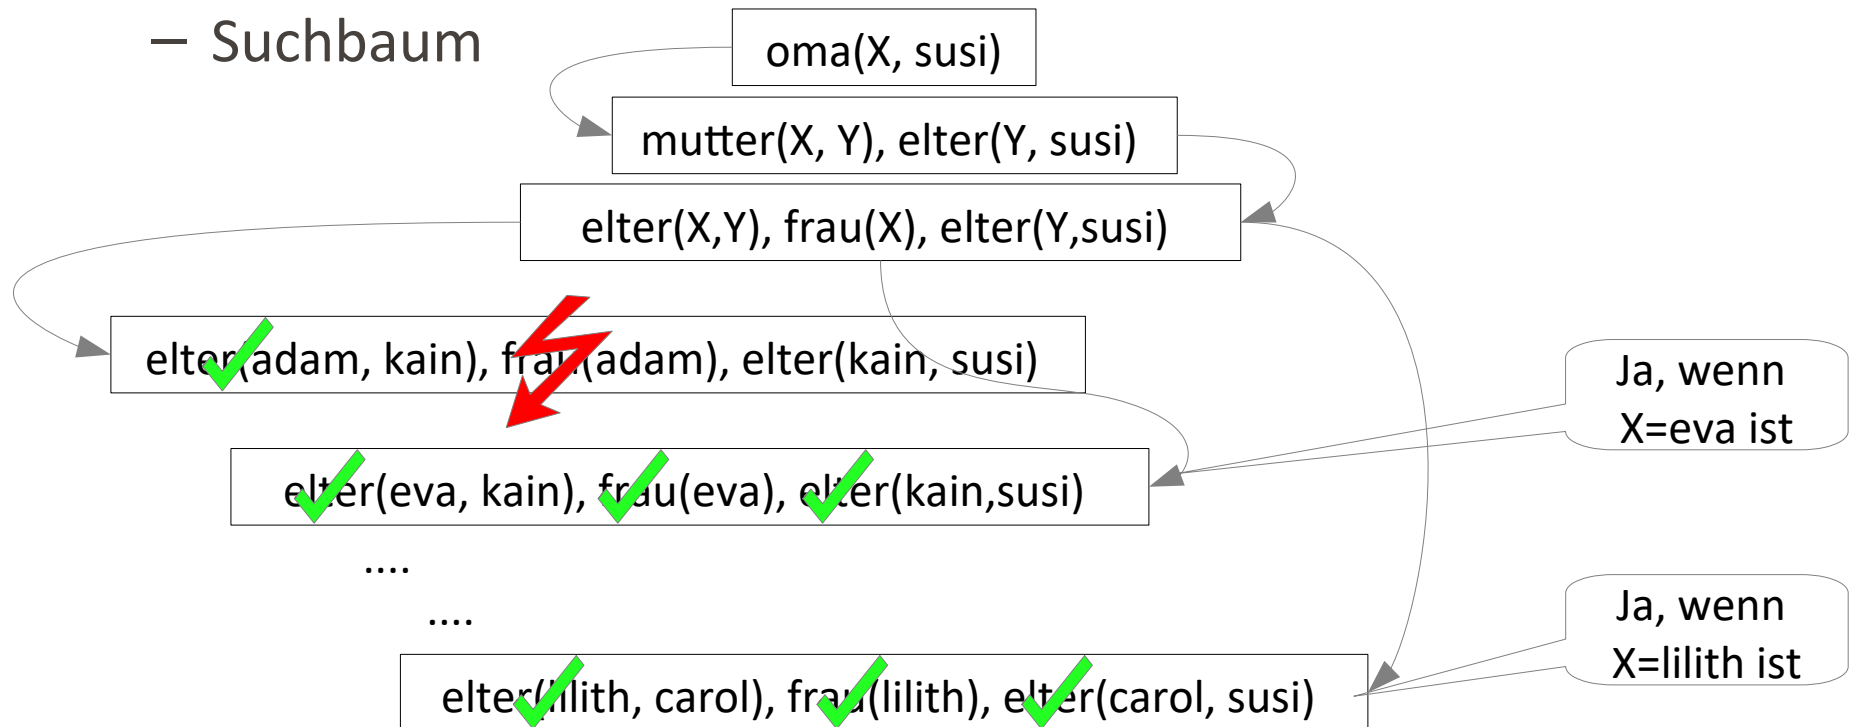 – Suchbaum
oma(X, susi)
mutter(X, Y), elter(Y, susi)
elter(X,Y), frau(X), elter(Y,susi)
elter(adam, kain), frau(adam), elter(kain, susi)
Ja, wenn
X=eva ist
elter(eva, kain), frau(eva), elter(kain,susi)
....
....
Ja, wenn
X=lilith ist
elter(lilith, carol), frau(lilith), elter(carol, susi)